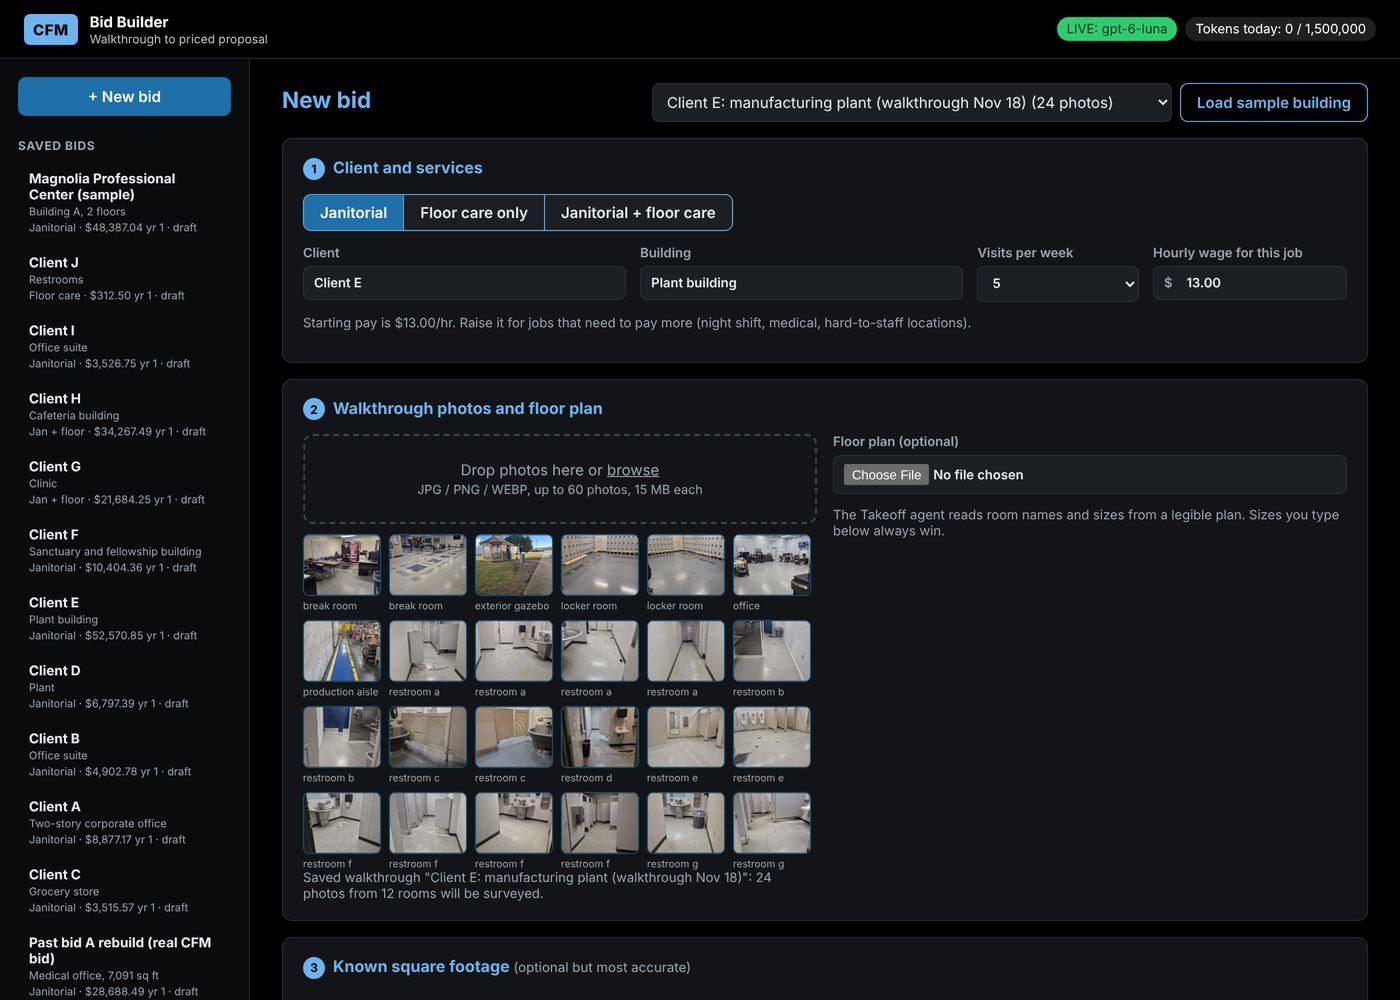 CFM
Bid Builder
Walkthrough to priced proposal
LIVE: gpt-6-luna
Tokens today: 0 / 1,500,000
+ New bid
SAVED BIDS
Magnolia Professional
Center (sample)
Building A, 2 floors
Janitorial · $48,387.04 yr 1 · draft
Client J
Restrooms
Floor care · $312.50 yr 1 · draft
Client I
Office suite
Janitorial · $3,526.75 yr 1 · draft
Client H
Cafeteria building
Jan + floor · $34,267.49 yr 1 · draft
Client G
Clinic
Jan + floor · $21,684.25 yr 1 · draft
Client F
Sanctuary and fellowship building
Janitorial · $10,404.36 yr 1 · draft
Client E
Plant building
Janitorial · $52,570.85 yr 1 · draft
Client D
Plant
Janitorial · $6,797.39 yr 1 · draft
Client B
Office suite
Janitorial · $4,902.78 yr 1 · draft
Client A
Two-story corporate office
Janitorial · $8,877.17 yr 1 · draft
Client C
Grocery store
Janitorial · $3,515.57 yr 1 · draft
Past bid A rebuild (real CFM
bid)
Medical office, 7,091 sq ft
Janitorial · $28,688.49 yr 1 · draft
New bid
Client E: manufacturing plant (walkthrough Nov 18) (24 photos)
Load sample building
1 Client and services
Janitorial
Floor care only
Janitorial + floor care
Client
Building
Visits per week
Hourly wage for this job
Client E
Plant building
5
$ 13.00
Starting pay is $13.00/hr. Raise it for jobs that need to pay more (night shift, medical, hard-to-staff locations).
2 Walkthrough photos and floor plan
Drop photos here or browse
JPG / PNG / WEBP, up to 60 photos, 15 MB each
Floor plan (optional)
Choose File No file chosen
The Takeoff agent reads room names and sizes from a legible plan. Sizes you type
below always win.
break room
break room
exterior gazebo
locker room
locker room
office
production aisle
restroom a
restroom a
restroom a
restroom a
restroom b
restroom b
restroom c
restroom c
restroom d
restroom e
restroom e
restroom f
restroom f
restroom f
restroom f
restroom g
restroom g
Saved walkthrough "Client E: manufacturing plant (walkthrough Nov 18)": 24
photos from 12 rooms will be surveyed.
3 Known square footage (optional but most accurate)